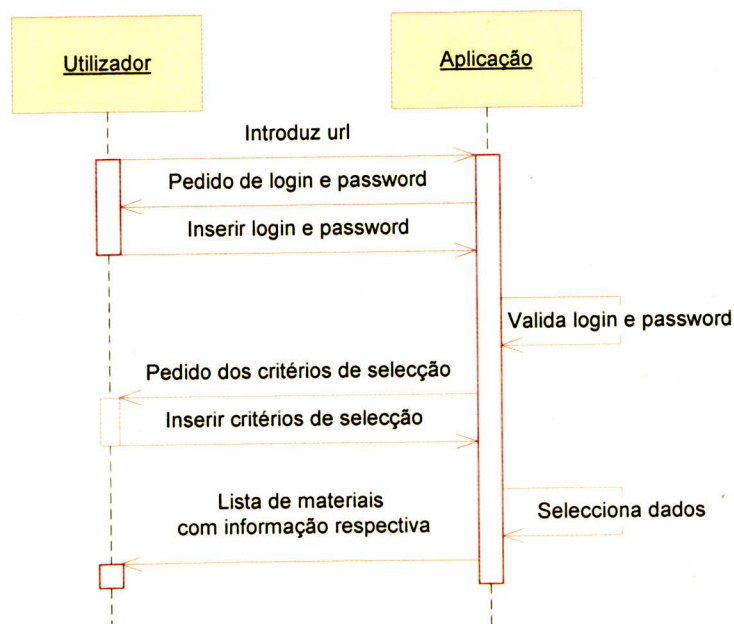 Utilizador
Aplicação
Introduz url
Pedido de login e password
Inserir login e password
Valida login e password
Pedido dos critérios de selecção
Inserir critérios de selecção
Lista de materiais
com informação respectiva
Selecciona dados